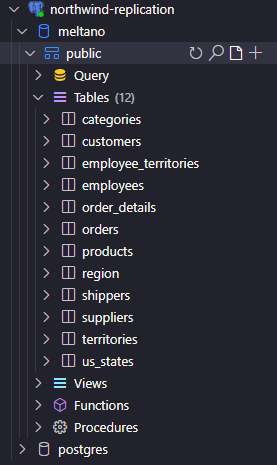 northwind-replication
meltano
public
Query
Tables (12)
categories
customers
employee_territories
employees
order_details
orders
products
region
shippers
suppliers
territories
us_states
Views
Functions
Procedures
postgres